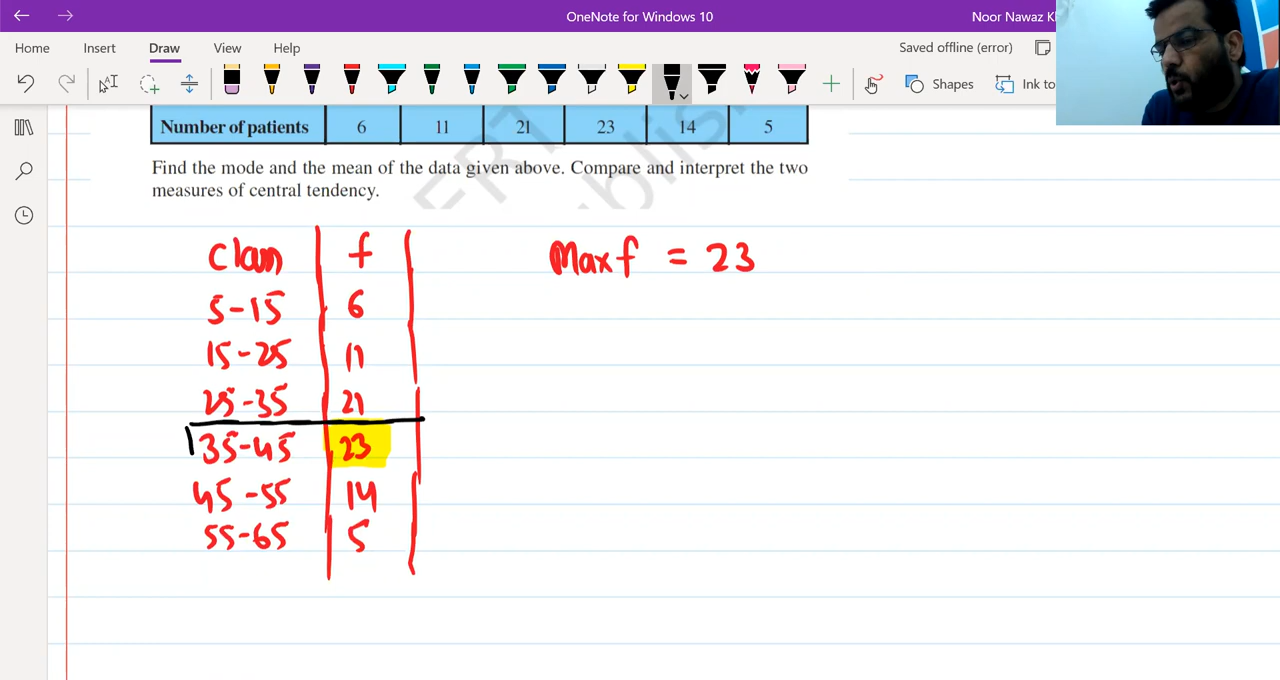 OneNote for Windows 10
Noor Nawaz
Home Insert Draw View Help
Saved offline (error)
Shapes
Ink to
Number of patients 6 11 21 23 14 5
Find the mode and the mean of the data given above. Compare and interpret the two
measures of central tendency.
Class f
5-15 6
15-25 11
25-35 21
35-45 23
45-55 14
55-65 5
Max f = 23